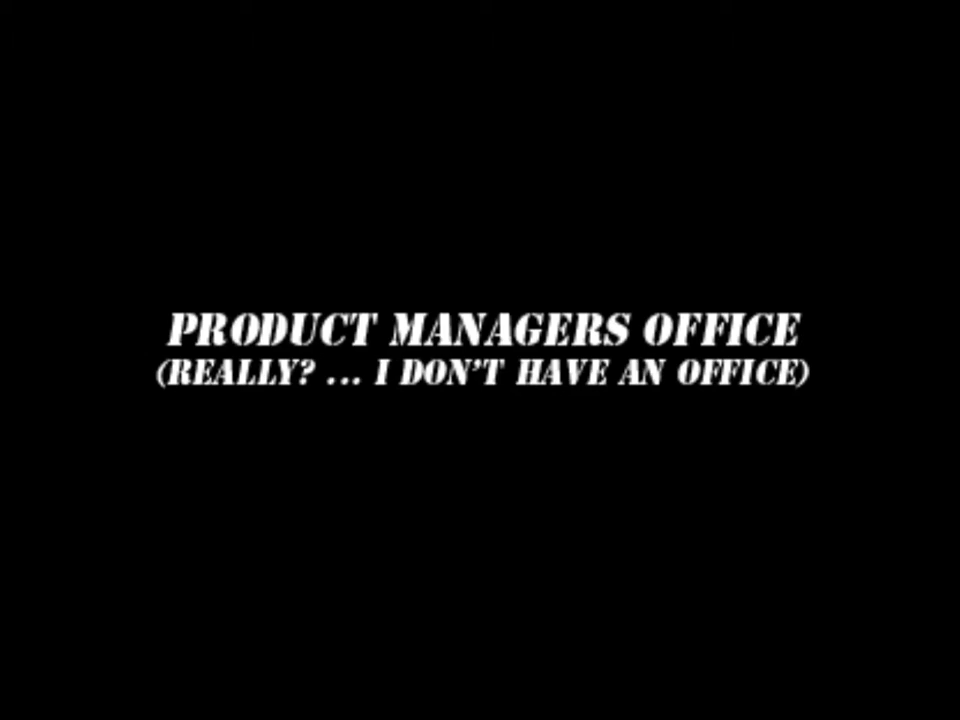 PRODUCT MANAGERS OFFICE
(REALLY? ... I DON'T HAVE AN OFFICE)